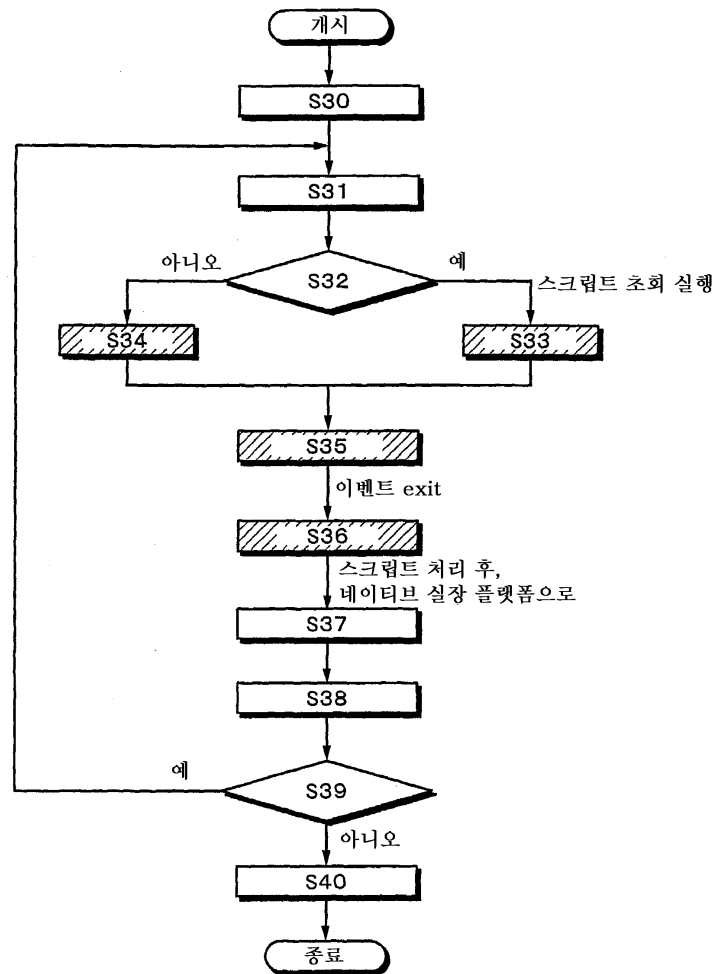 개시
S30
S31
아니오
S32
예
스크립트 초회 실행
S34
S33
S35
이벤트 exit
S36
스크립트 처리 후,
네이티브 실장 플랫폼으로
S37
S38
예
S39
아니오
S40
종료